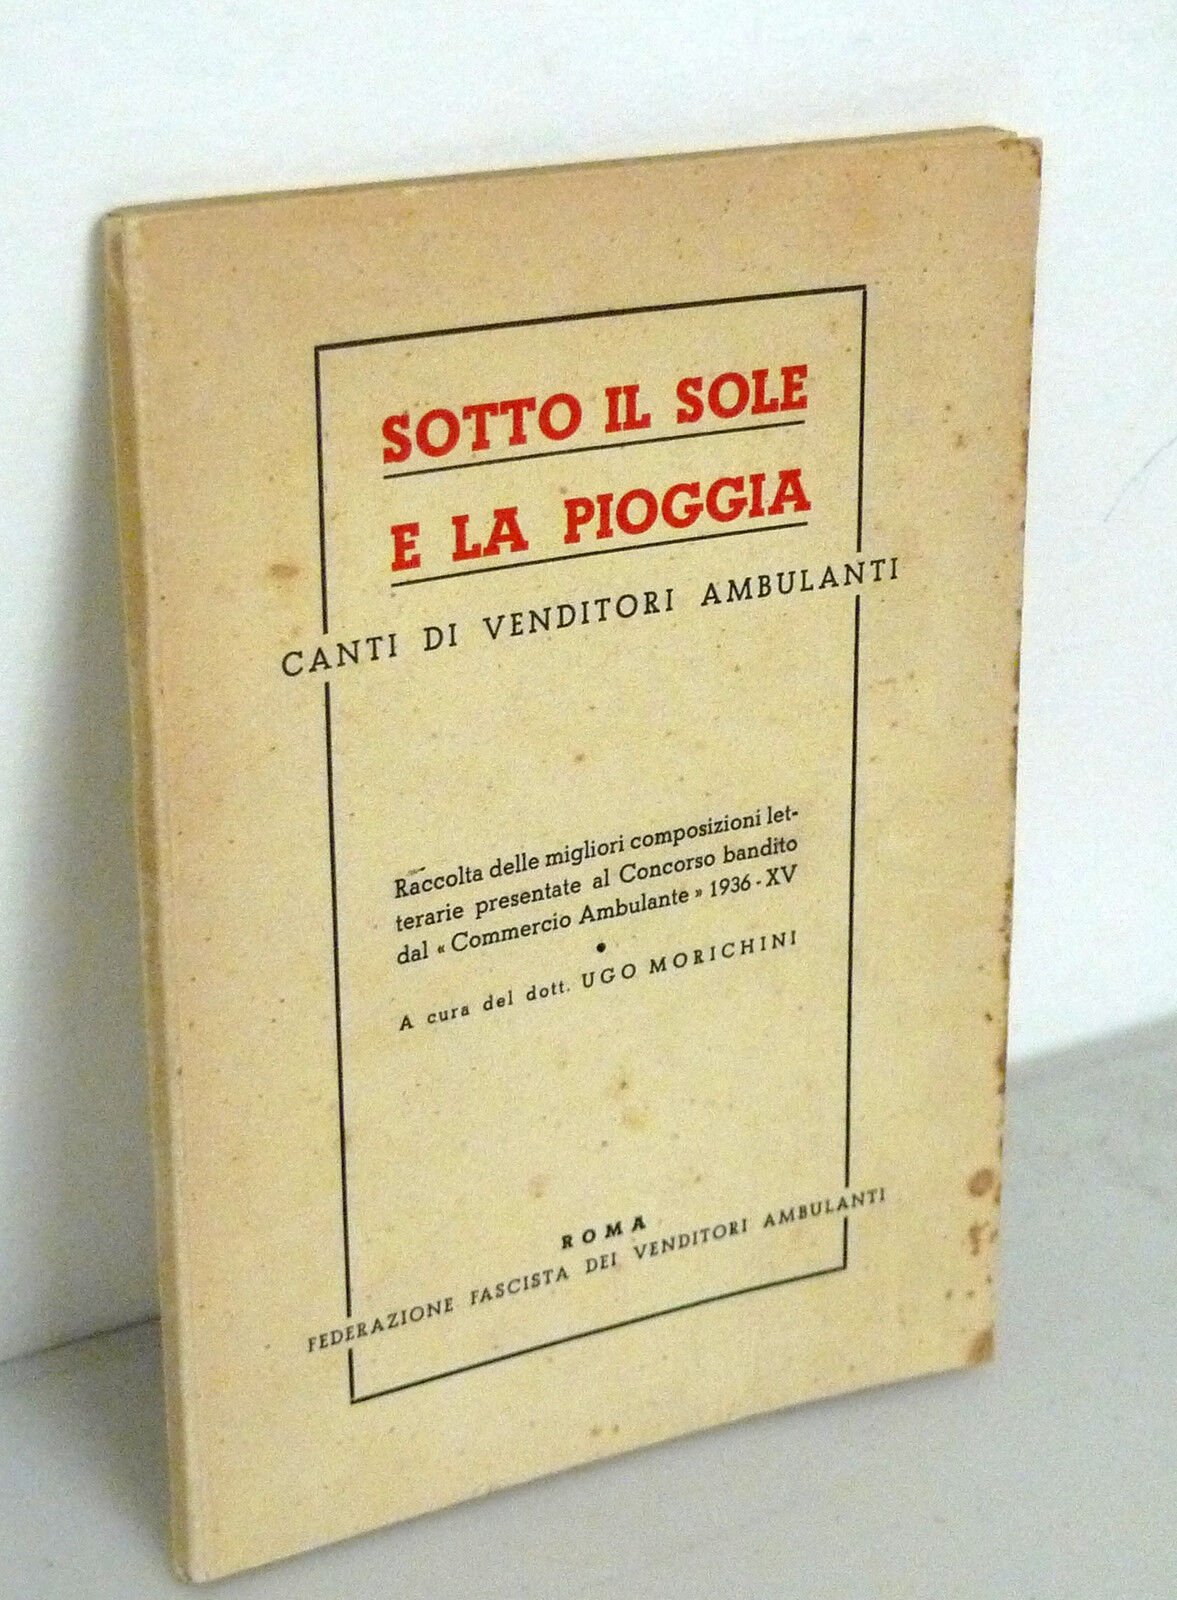 SOTTO IL SOLE
E LA PIOGGIA
CANTI DI VENDITORI AMBULANTI
Raccolta delle migliori composizioni let-
terarie presentate al Concorso bandito
dal « Commercio Ambulante » 1936 - XV
•
A cura del dott. UGO MORICHINI
ROMA
FEDERAZIONE FASCISTA DEI VENDITORI AMBULANTI